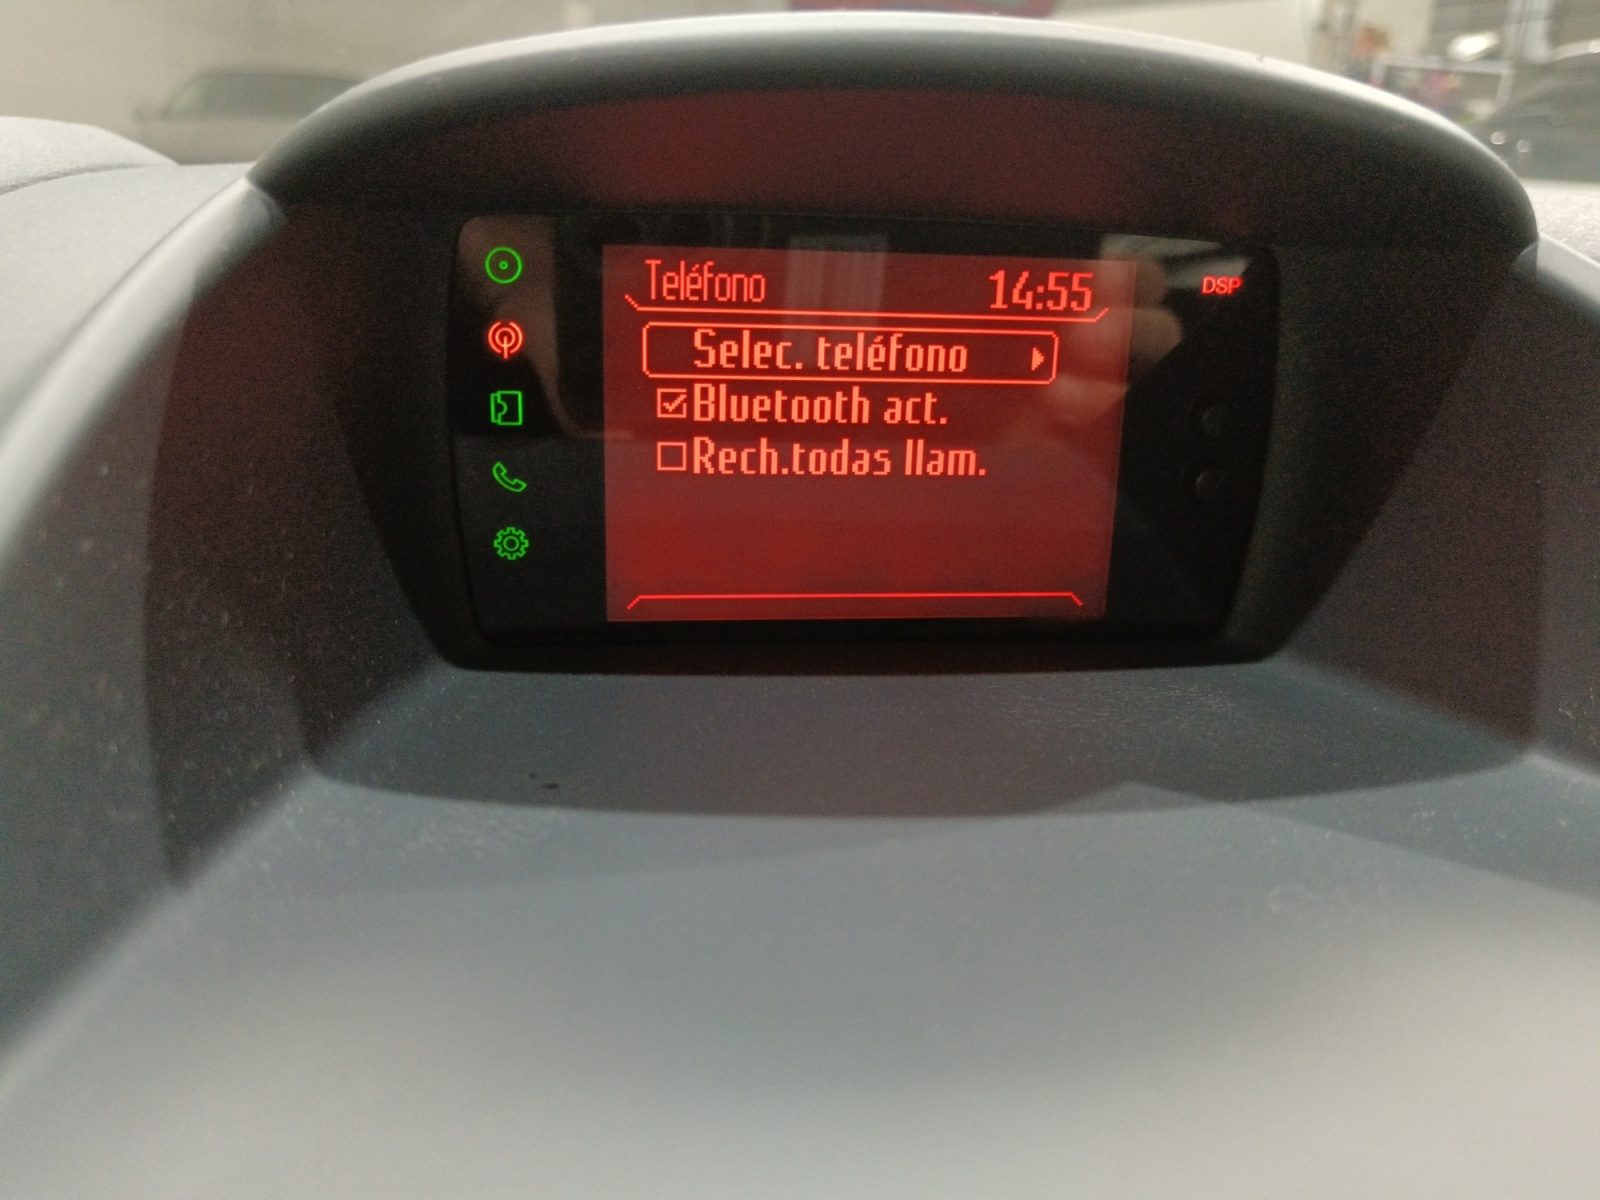 Teléfono 14:55
DSP
Selec. teléfono
Bluetooth act.
Rech.todas llam.